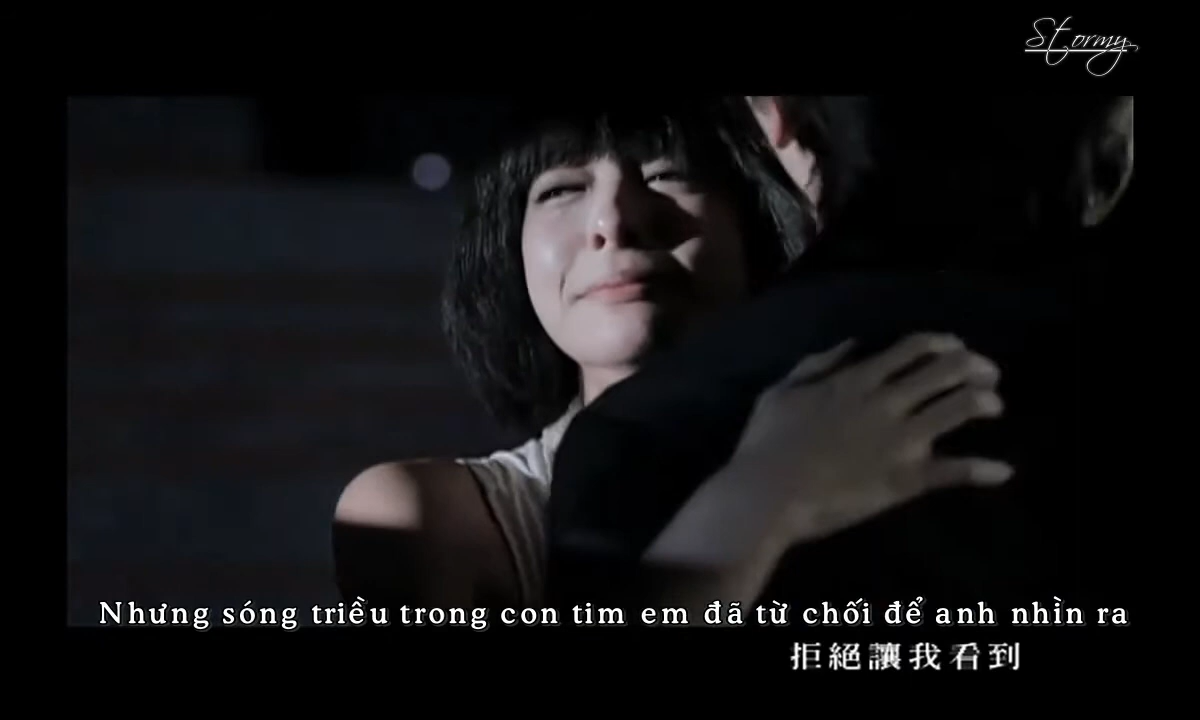 Stormy
Nhưng sóng triều trong con tim em đã từ chối để anh nhìn ra
拒絕讓我看到